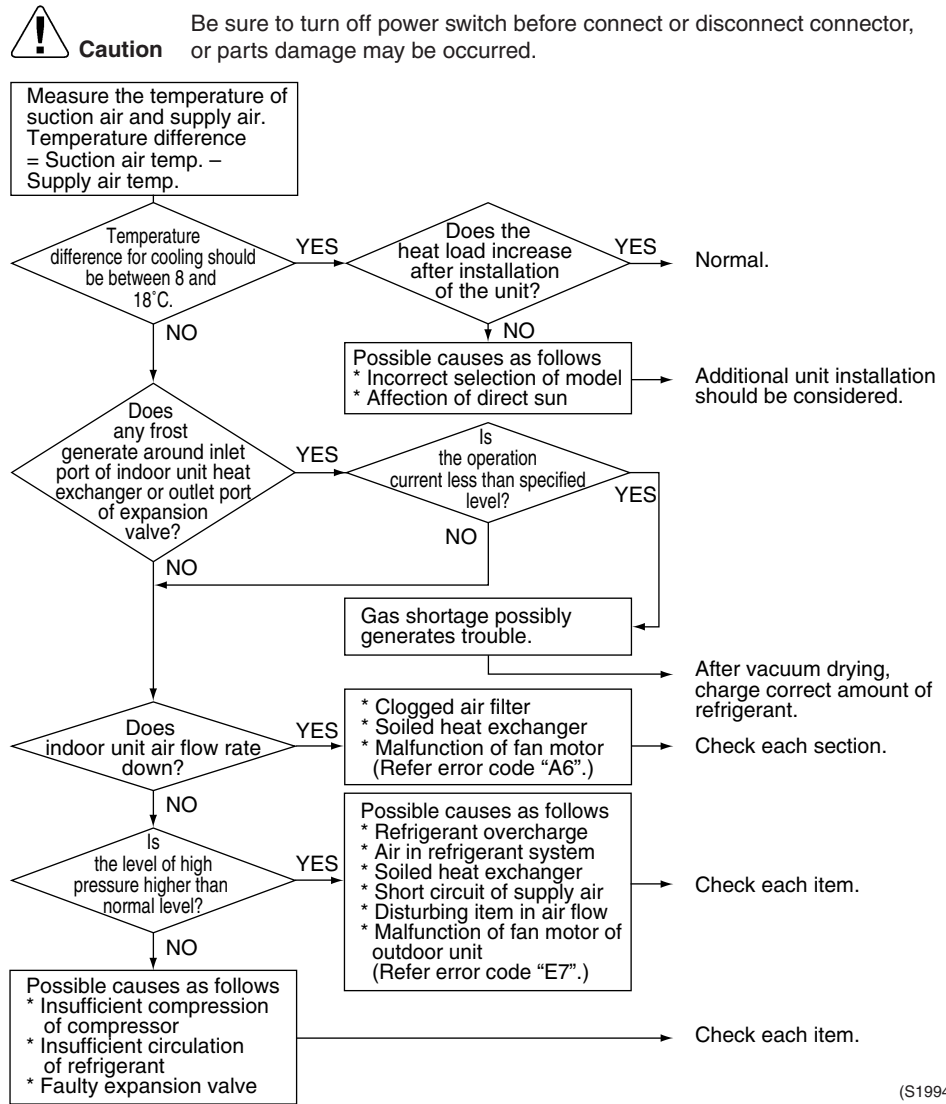 Caution
Be sure to turn off power switch before connect or disconnect connector,
or parts damage may be occurred.
Measure the temperature of
suction air and supply air.
Temperature difference
= Suction air temp. –
Supply air temp.
Temperature
difference for cooling should
be between 8 and
18˚C.
YES
NO
Does the
heat load increase
after installation
of the unit?
YES
Normal.
NO
Possible causes as follows
* Incorrect selection of model
* Affection of direct sun
Additional unit installation
should be considered.
Does
any frost
generate around inlet
port of indoor unit heat
exchanger or outlet port
of expansion
valve?
YES
NO
Is
the operation
current less than specified
level?
YES
NO
Gas shortage possibly
generates trouble.
After vacuum drying,
charge correct amount of
refrigerant.
Does
indoor unit air flow rate
down?
YES
NO
* Clogged air filter
* Soiled heat exchanger
* Malfunction of fan motor
(Refer error code “A6”.)
Check each section.
Is
the level of high
pressure higher than
normal level?
YES
NO
Possible causes as follows
* Refrigerant overcharge
* Air in refrigerant system
* Soiled heat exchanger
* Short circuit of supply air
* Disturbing item in air flow
* Malfunction of fan motor of
outdoor unit
(Refer error code “E7”.)
Check each item.
Possible causes as follows
* Insufficient compression
of compressor
* Insufficient circulation
of refrigerant
* Faulty expansion valve
Check each item.
(S1994